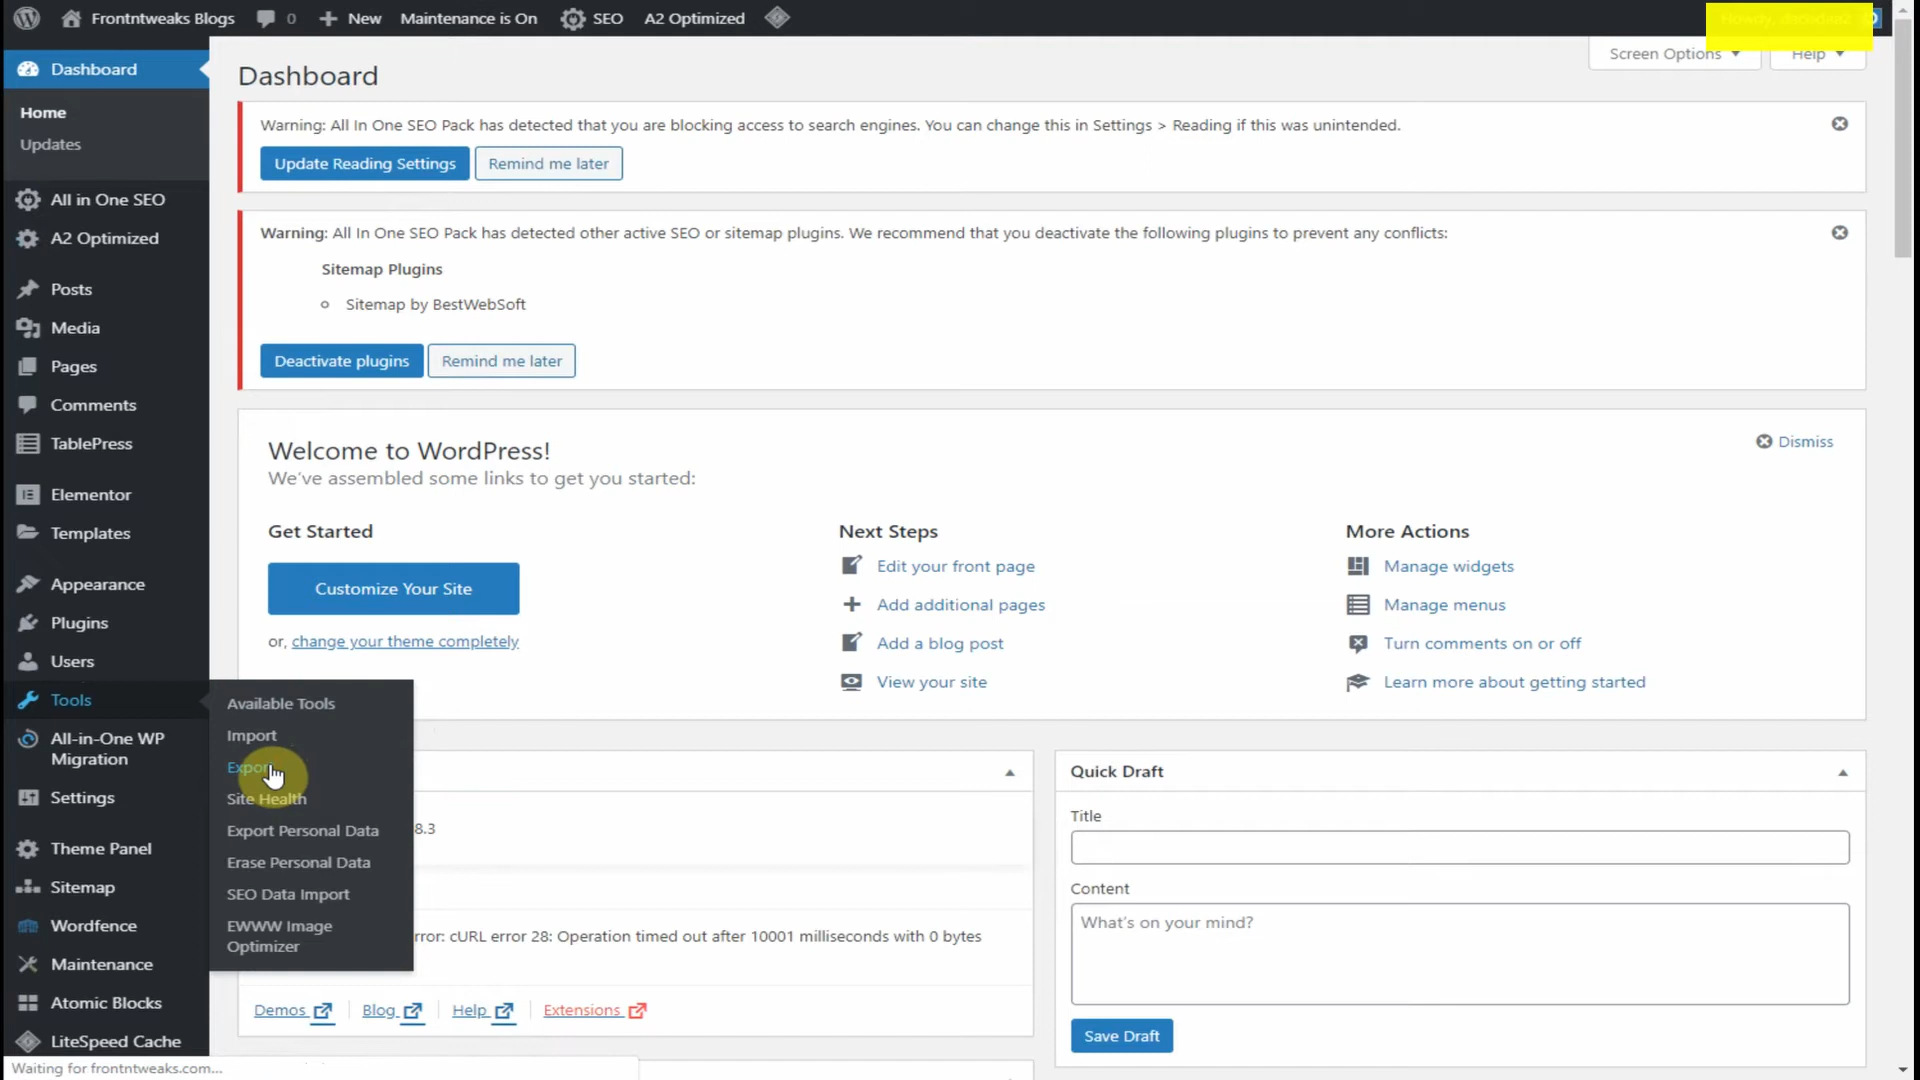 Frontntweaks Blogs
0
New
Maintenance is On
SEO
A2 Optimized
Screen Options
Help
Dashboard
Home
Updates
All in One SEO
A2 Optimized
Posts
Media
Pages
Comments
TablePress
Elementor
Templates
Appearance
Plugins
Users
Tools
All-in-One WP
Migration
Settings
Theme Panel
Sitemap
Wordfence
Maintenance
Atomic Blocks
LiteSpeed Cache
Available Tools
Import
Export
Site Health
Export Personal Data
Erase Personal Data
SEO Data Import
EWWW Image
Optimizer
Dashboard
Warning: All In One SEO Pack has detected that you are blocking access to search engines. You can change this in Settings > Reading if this was unintended.
Update Reading Settings
Remind me later
Warning: All In One SEO Pack has detected other active SEO or sitemap plugins. We recommend that you deactivate the following plugins to prevent any conflicts:
Sitemap Plugins
Sitemap by BestWebSoft
Deactivate plugins
Remind me later
Welcome to WordPress!
We've assembled some links to get you started:
Dismiss
Get Started
Customize Your Site
or, change your theme completely
Next Steps
Edit your front page
Add additional pages
Add a blog post
View your site
More Actions
Manage widgets
Manage menus
Turn comments on or off
Learn more about getting started
8.3
rror: cURL error 28: Operation timed out after 10001 milliseconds with 0 bytes
Demos
Blog
Help
Extensions
Quick Draft
Title
Content
What's on your mind?
Save Draft
Waiting for frontntweaks.com...